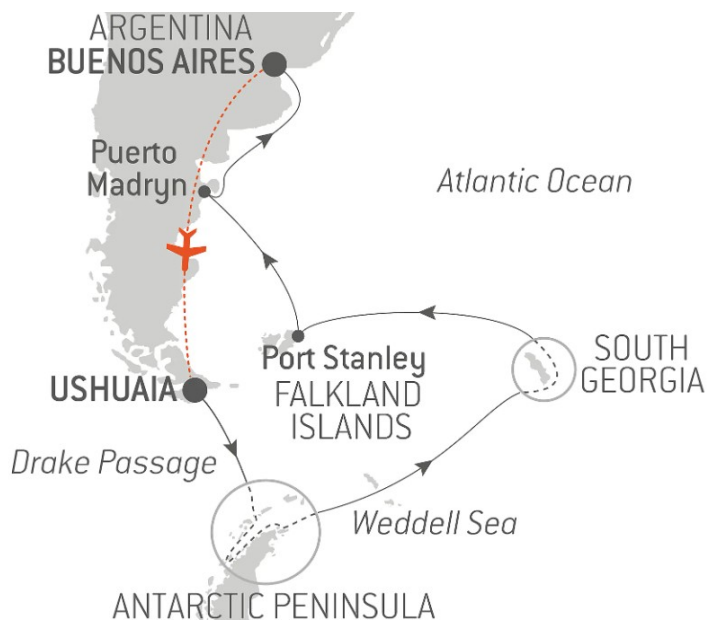 ARGENTINA
BUENOS AIRES
Puerto
Madryn
Atlantic Ocean
Port Stanley
FALKLAND
ISLANDS
SOUTH
GEORGIA
USHUAIA
Drake Passage
Weddell Sea
ANTARCTIC PENINSULA